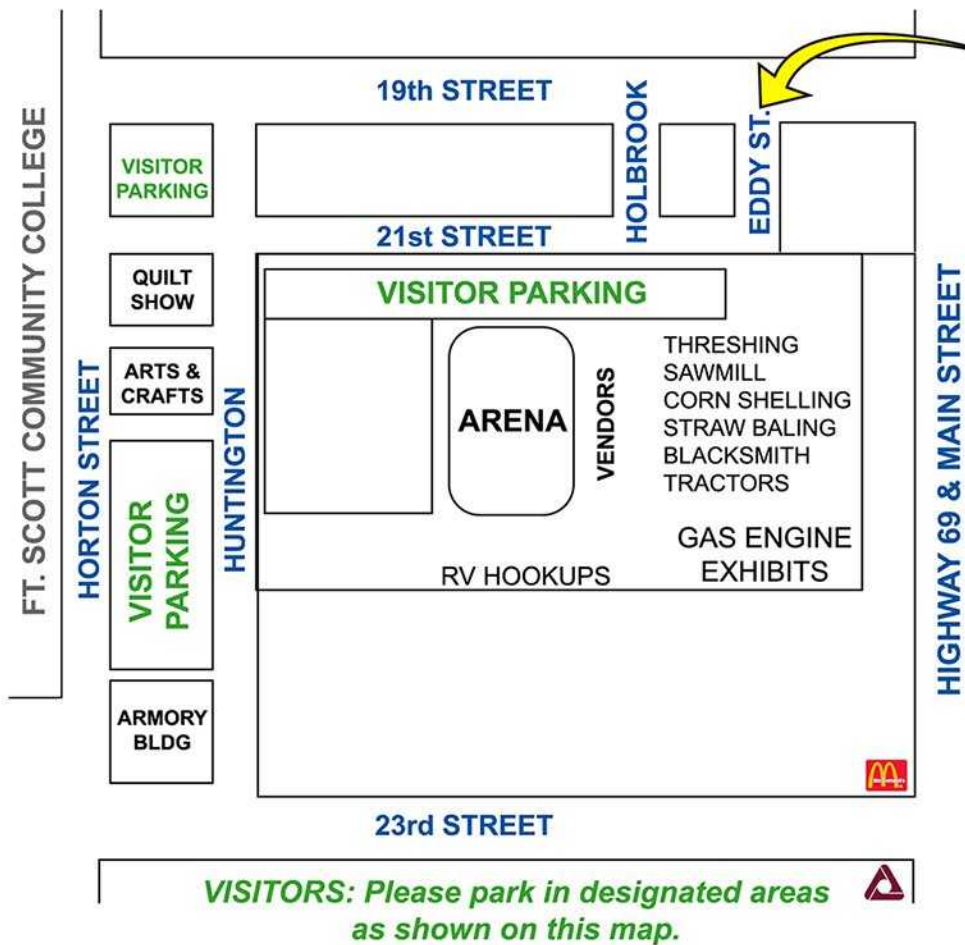 19th STREET
HOLBROOK
EDDY ST.
VISITOR
PARKING
21st STREET
FT. SCOTT COMMUNITY COLLEGE
HORTON STREET
QUILT
SHOW
ARTS &
CRAFTS
VISITOR
PARKING
ARMORY
BLDG
HUNTINGTON
VISITOR PARKING
ARENA
VENDORS
THRESHING
SAWMILL
CORN SHELLING
STRAW BALING
BLACKSMITH
TRACTORS
GAS ENGINE
EXHIBITS
RV HOOKUPS
HIGHWAY 69 & MAIN STREET
23rd STREET
VISITORS: Please park in designated areas
as shown on this map.